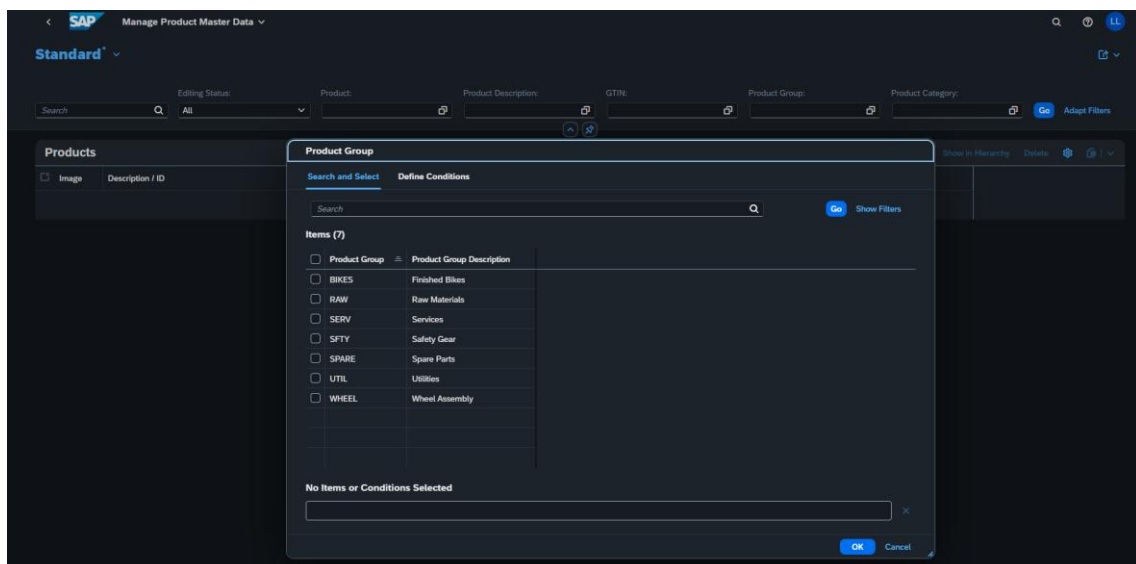 SAP Manage Product Master Data
LL
Standard*
Editing Status: Product: Product Description: GTIN: Product Group: Product Category:
Search All Go Adapt Filters
Products
Show in Hierarchy Delete
Image Description / ID
Product Group
Search and Select Define Conditions
Search Go Show Filters
Items (7)
Product Group Product Group Description
BIKES Finished Bikes
RAW Raw Materials
SERV Services
SFTY Safety Gear
SPARE Spare Parts
UTIL Utilities
WHEEL Wheel Assembly
No Items or Conditions Selected
OK Cancel